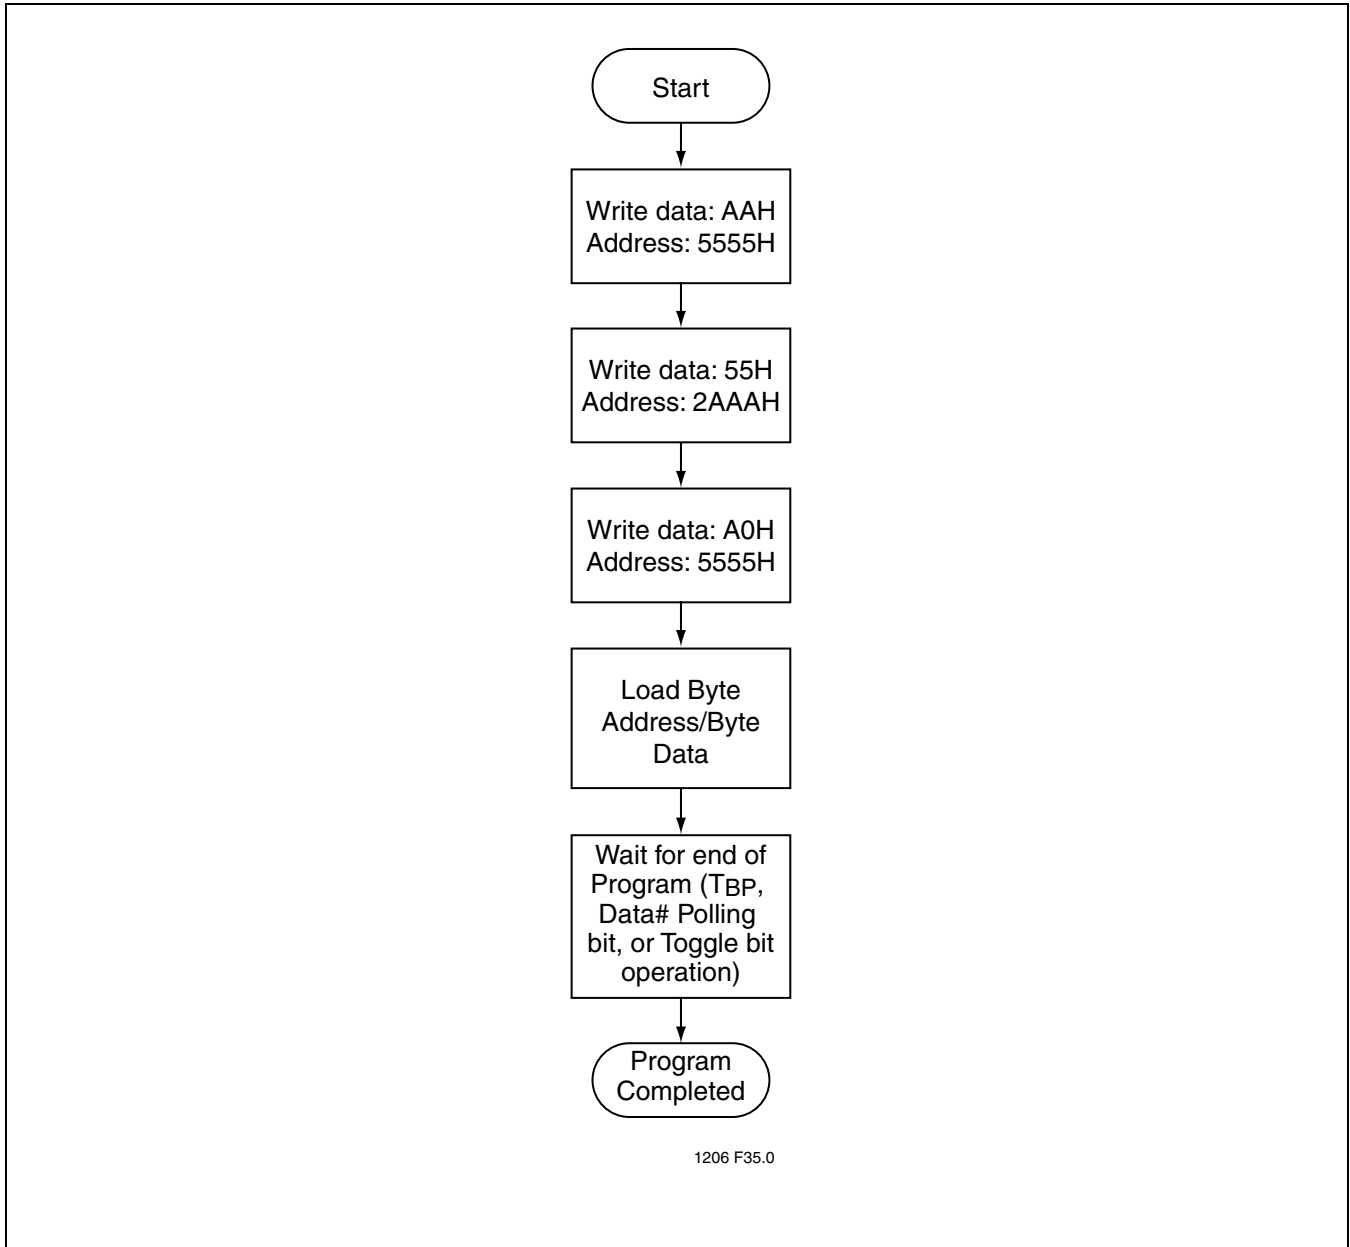 Start
Write data: AAH
Address: 5555H
Write data: 55H
Address: 2AAAH
Write data: A0H
Address: 5555H
Load Byte
Address/Byte
Data
Wait for end of
Program (TBP,
Data# Polling
bit, or Toggle bit
operation)
Program
Completed
1206 F35.0